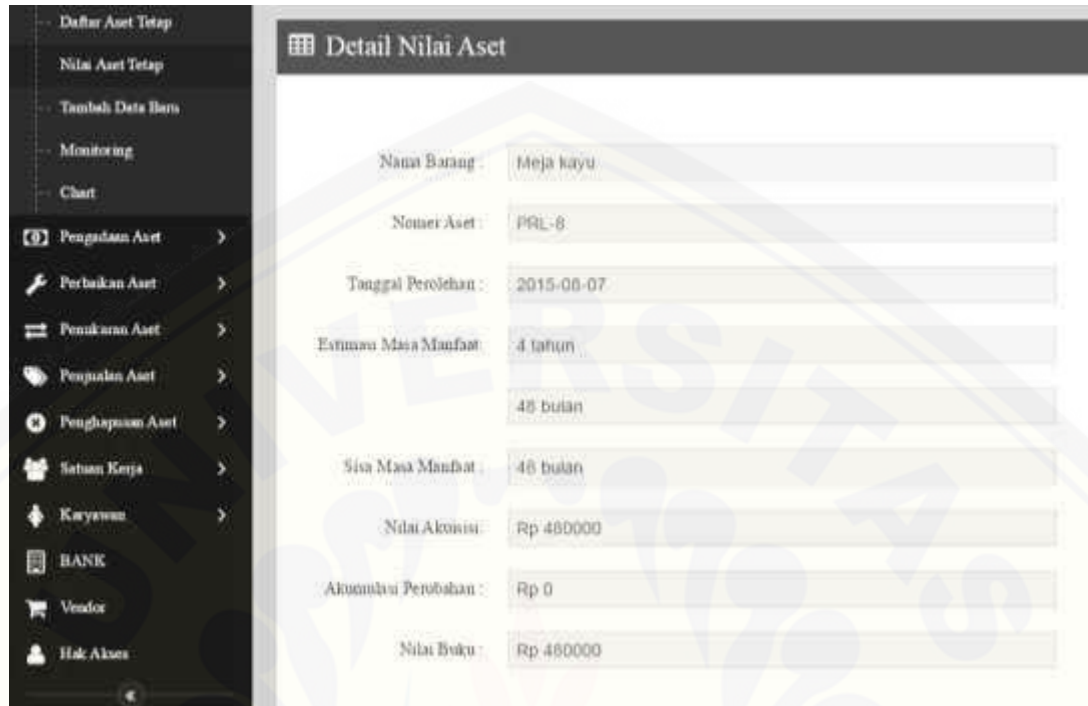 Daftar Aset Tetap
Nilai Aset Tetap
Tambah Data Baru
Monitoring
Chart
Pengadaan Aset
Perbaikan Aset
Penukaran Aset
Penjualan Aset
Penghapusan Aset
Satuan Kerja
Karyawan
BANK
Vendor
Hak Akses
Detail Nilai Aset
Nama Barang : Meja kayu
Nomer Aset : PRL-8
Tanggal Perolehan : 2015-08-07
Estimasi Masa Manfaat 4 tahun
48 bulan
Sisa Masa Manfaat : 48 bulan
Nilai Akuisisi Rp 480000
Akumulasi Perubahan : Rp 0
Nilai Buku : Rp 480000
UNIVERSITAS